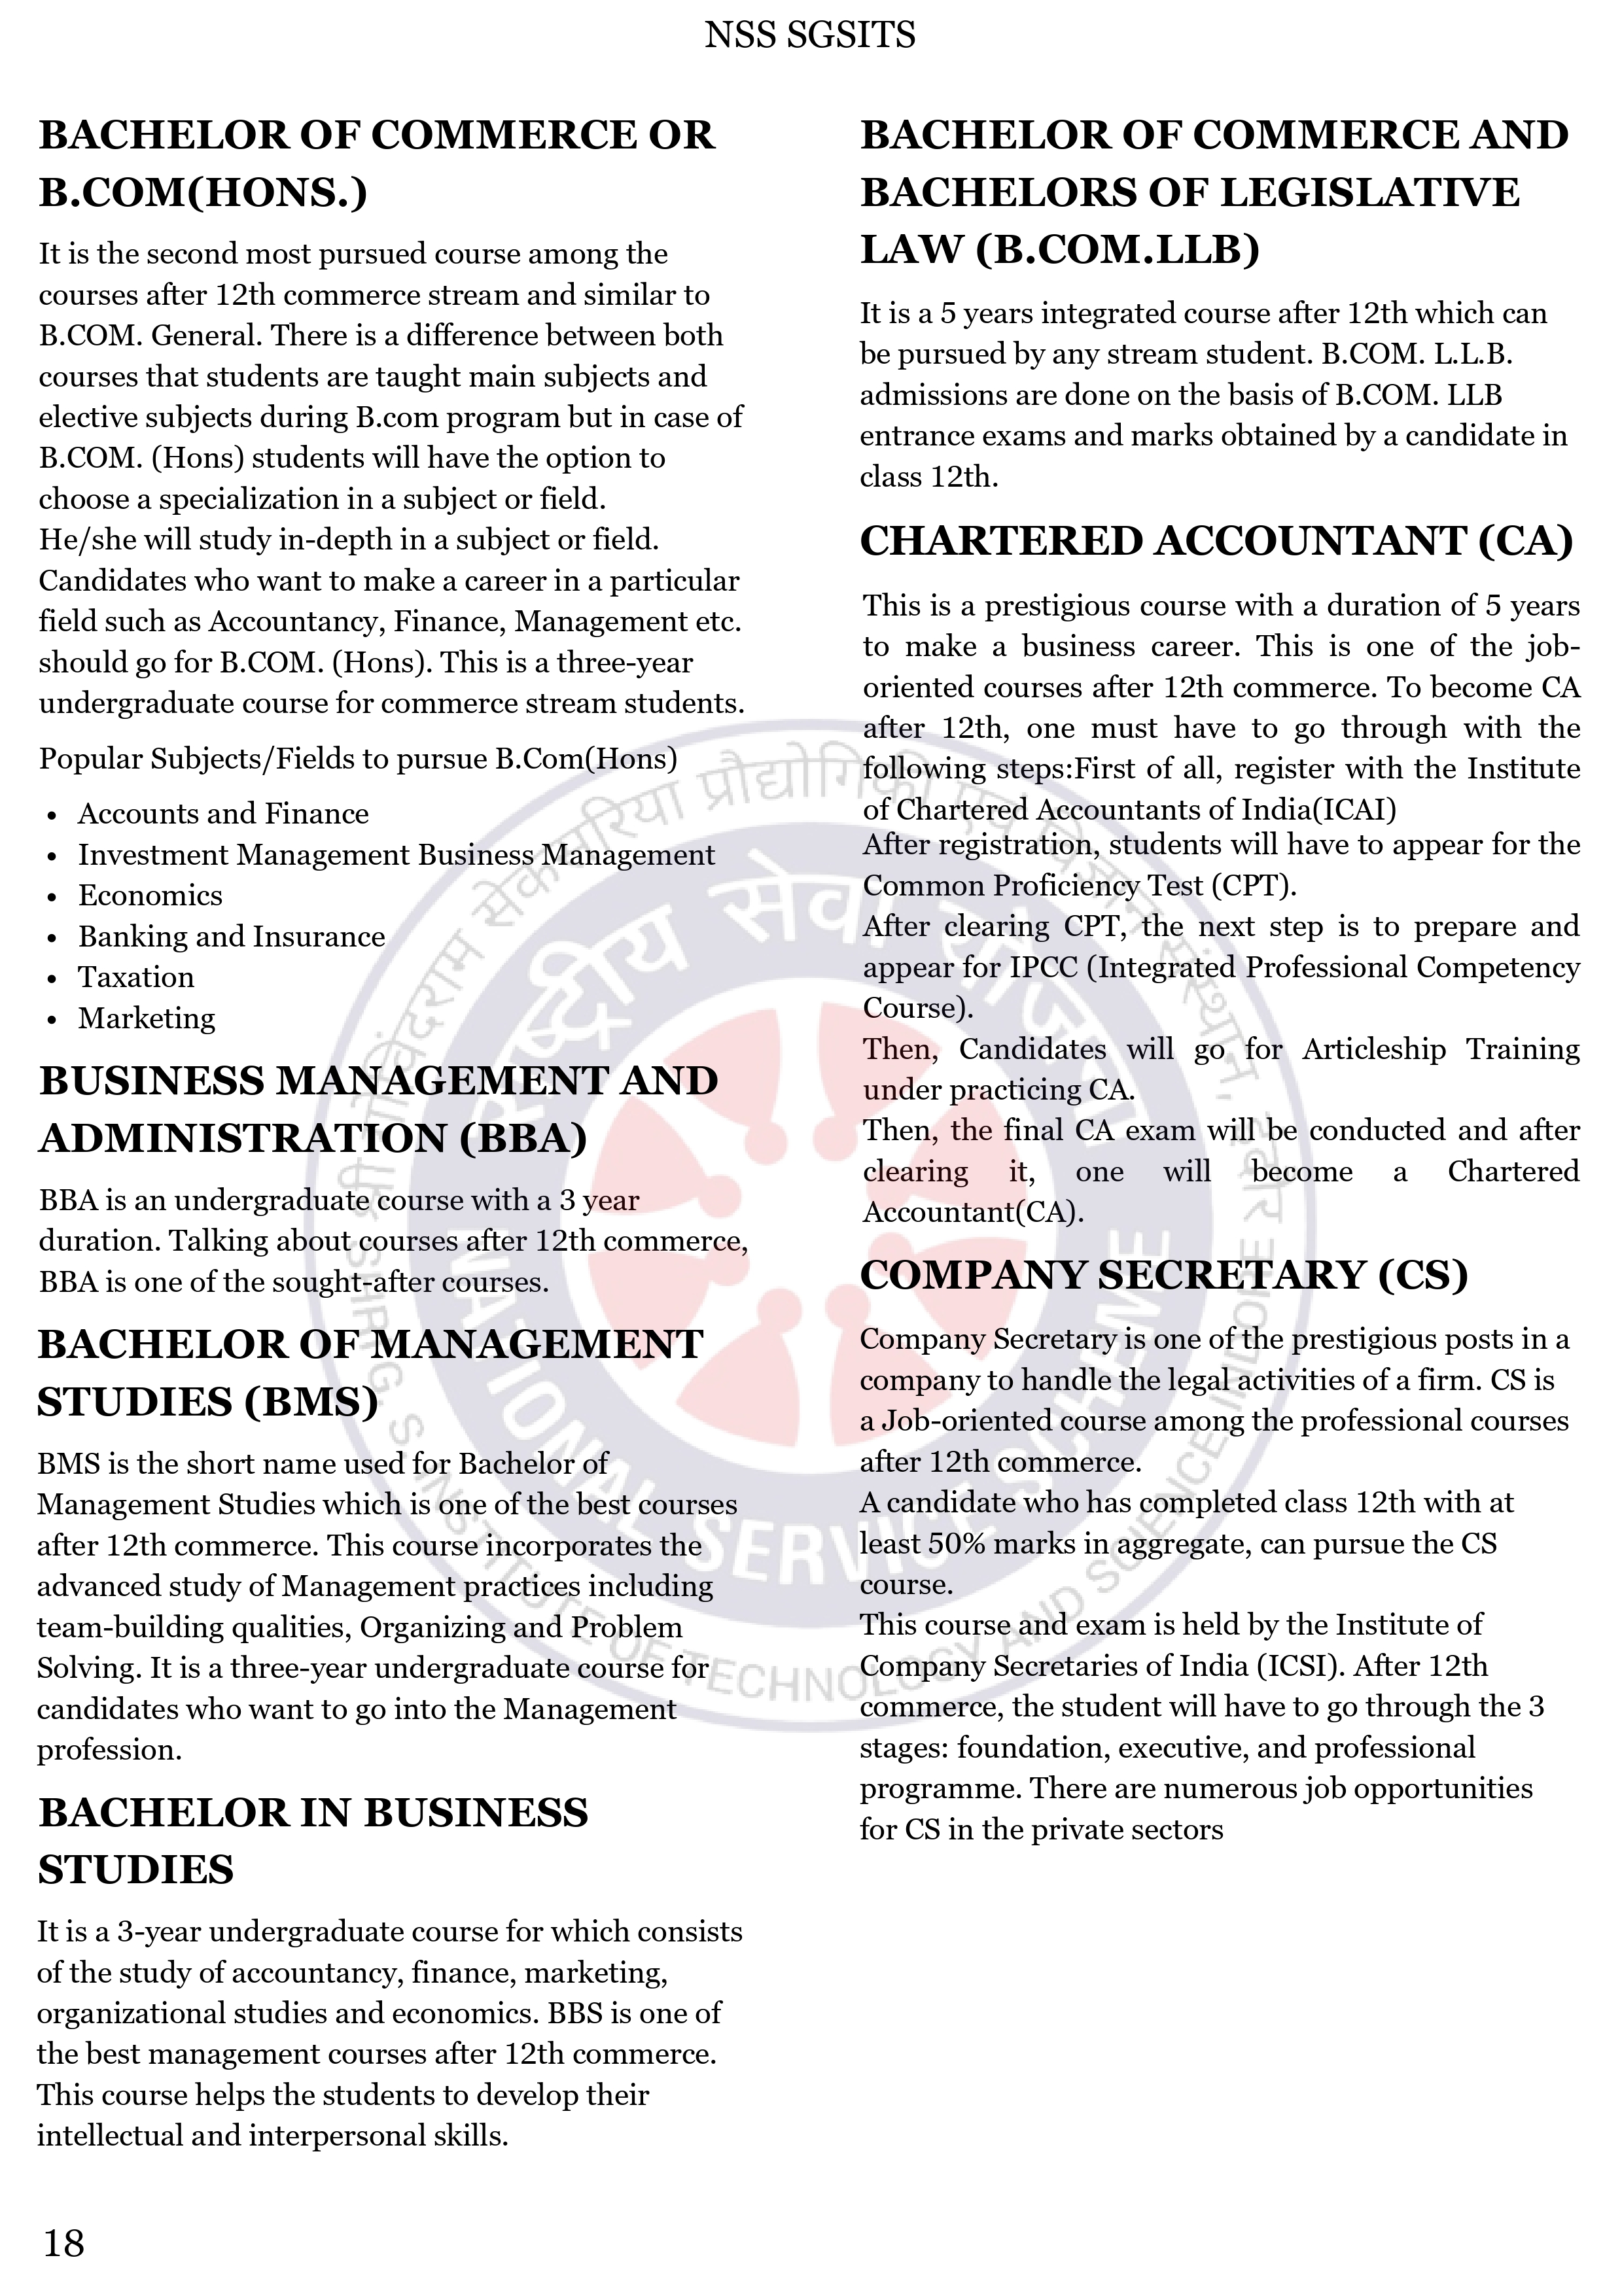 NSS SGSITS
BACHELOR OF COMMERCE OR
B.COM(HONS.)
It is the second most pursued course among the
courses after 12th commerce stream and similar to
B.COM. General. There is a difference between both
courses that students are taught main subjects and
elective subjects during B.com program but in case of
B.COM. (Hons) students will have the option to
choose a specialization in a subject or field.
He/she will study in-depth in a subject or field.
Candidates who want to make a career in a particular
field such as Accountancy, Finance, Management etc.
should go for B.COM. (Hons). This is a three-year
undergraduate course for commerce stream students.
Popular Subjects/Fields to pursue B.Com(Hons)
• Accounts and Finance
• Investment Management Business Management
• Economics
• Banking and Insurance
• Taxation
• Marketing
BUSINESS MANAGEMENT AND
ADMINISTRATION (BBA)
BBA is an undergraduate course with a 3 year
duration. Talking about courses after 12th commerce,
BBA is one of the sought-after courses.
BACHELOR OF MANAGEMENT
STUDIES (BMS)
BMS is the short name used for Bachelor of
Management Studies which is one of the best courses
after 12th commerce. This course incorporates the
advanced study of Management practices including
team-building qualities, Organizing and Problem
Solving. It is a three-year undergraduate course for
candidates who want to go into the Management
profession.
BACHELOR IN BUSINESS
STUDIES
It is a 3-year undergraduate course for which consists
of the study of accountancy, finance, marketing,
organizational studies and economics. BBS is one of
the best management courses after 12th commerce.
This course helps the students to develop their
intellectual and interpersonal skills.
BACHELOR OF COMMERCE AND
BACHELORS OF LEGISLATIVE
LAW (B.COM.LLB)
It is a 5 years integrated course after 12th which can
be pursued by any stream student. B.COM. L.L.B.
admissions are done on the basis of B.COM. LLB
entrance exams and marks obtained by a candidate in
class 12th.
CHARTERED ACCOUNTANT (CA)
This is a prestigious course with a duration of 5 years
to make a business career. This is one of the job-
oriented courses after 12th commerce. To become CA
after 12th, one must have to go through with the
following steps:First of all, register with the Institute
of Chartered Accountants of India(ICAI)
After registration, students will have to appear for the
Common Proficiency Test (CPT).
After clearing CPT, the next step is to prepare and
appear for IPCC (Integrated Professional Competency
Course).
Then, Candidates will go for Articleship Training
under practicing CA.
Then, the final CA exam will be conducted and after
clearing it, one will become a Chartered
Accountant(CA).
COMPANY SECRETARY (CS)
Company Secretary is one of the prestigious posts in a
company to handle the legal activities of a firm. CS is
a Job-oriented course among the professional courses
after 12th commerce.
A candidate who has completed class 12th with at
least 50% marks in aggregate, can pursue the CS
course.
This course and exam is held by the Institute of
Company Secretaries of India (ICSI). After 12th
commerce, the student will have to go through the 3
stages: foundation, executive, and professional
programme. There are numerous job opportunities
for CS in the private sectors
राष्ट्रीय सेवा योजना
NATIONAL SERVICE SCHEME
श्री गोविंदराम सेकसरिया प्रौद्योगिकी एवं विज्ञान संस्थान, इंदौर
SHRI G. S. INSTITUTE OF TECHNOLOGY AND SCIENCE INDORE
18